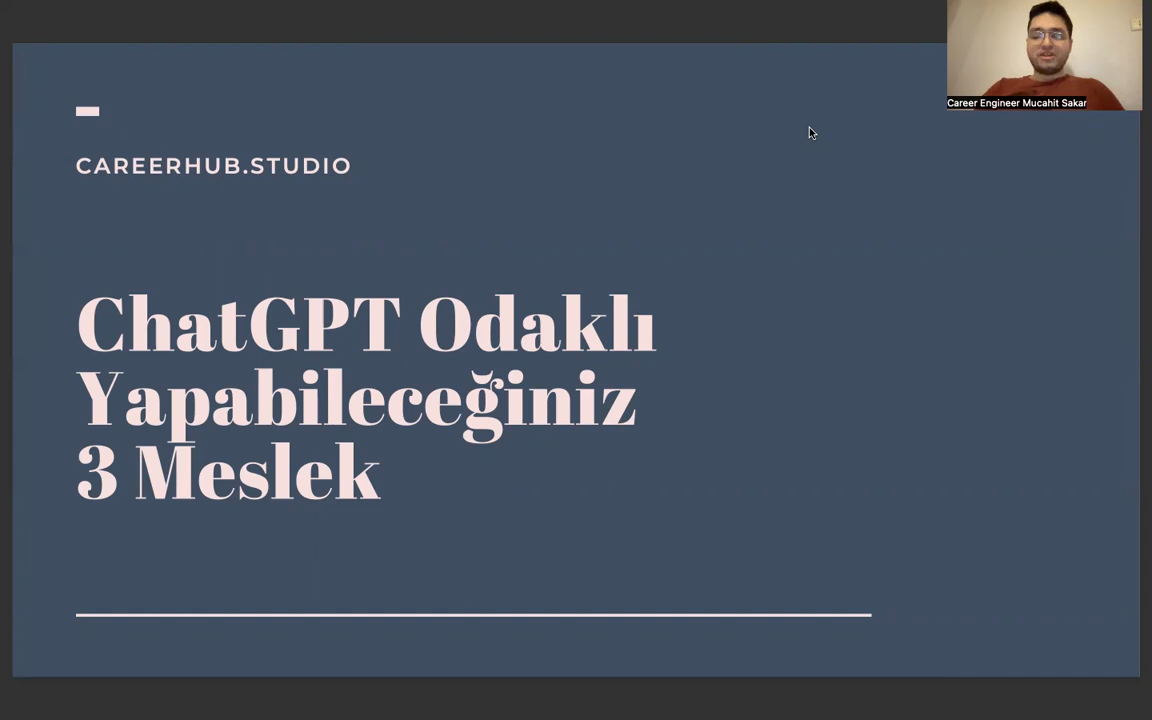 Career Engineer Mucahit Sakar
CAREERHUB.STUDIO
ChatGPT Odaklı
Yapabileceğiniz
3 Meslek